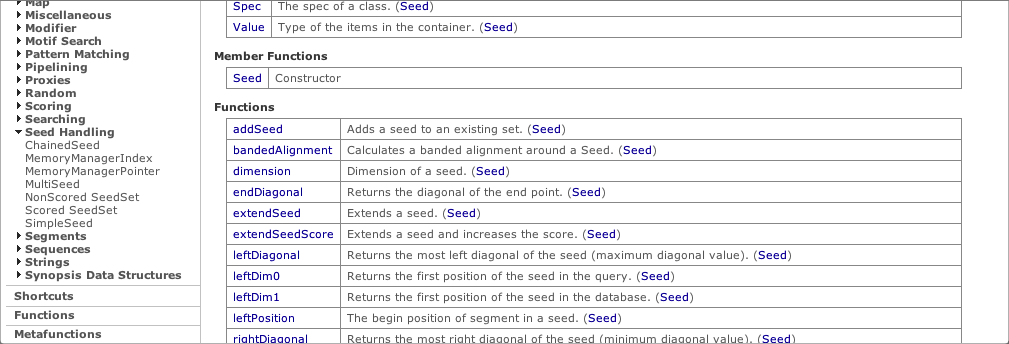 Map
Miscellaneous
Modifier
Motif Search
Pattern Matching
Pipelining
Proxies
Random
Scoring
Searching
Seed Handling
ChainedSeed
MemoryManagerIndex
MemoryManagerPointer
MultiSeed
NonScored SeedSet
Scored SeedSet
SimpleSeed
Segments
Sequences
Strings
Synopsis Data Structures
Shortcuts
Functions
Metafunctions
Spec The spec of a class. (Seed)
Value Type of the items in the container. (Seed)
Member Functions
Seed Constructor
Functions
addSeed Adds a seed to an existing set. (Seed)
bandedAlignment Calculates a banded alignment around a Seed. (Seed)
dimension Dimension of a seed. (Seed)
endDiagonal Returns the diagonal of the end point. (Seed)
extendSeed Extends a seed. (Seed)
extendSeedScore Extends a seed and increases the score. (Seed)
leftDiagonal Returns the most left diagonal of the seed (maximum diagonal value). (Seed)
leftDim0 Returns the first position of the seed in the query. (Seed)
leftDim1 Returns the first position of the seed in the database. (Seed)
leftPosition The begin position of segment in a seed. (Seed)
rightDiagonal Returns the most right diagonal of the seed (minimum diagonal value). (Seed)